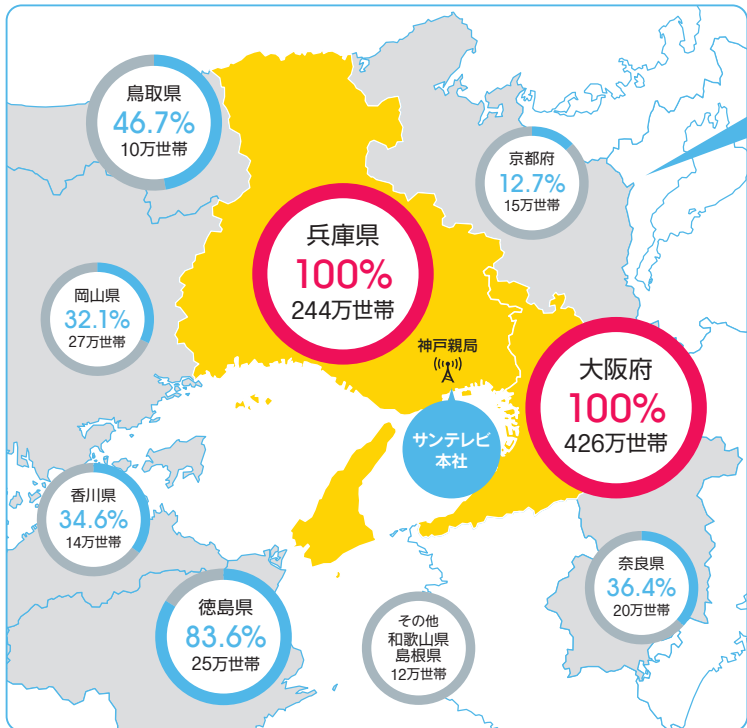 鳥取県
46.7%
10万世帯
京都府
12.7%
15万世帯
兵庫県
100%
244万世帯
岡山県
32.1%
27万世帯
神戸親局
大阪府
100%
426万世帯
サンテレビ
本社
香川県
34.6%
14万世帯
奈良県
36.4%
20万世帯
徳島県
83.6%
25万世帯
その他
和歌山県
島根県
12万世帯